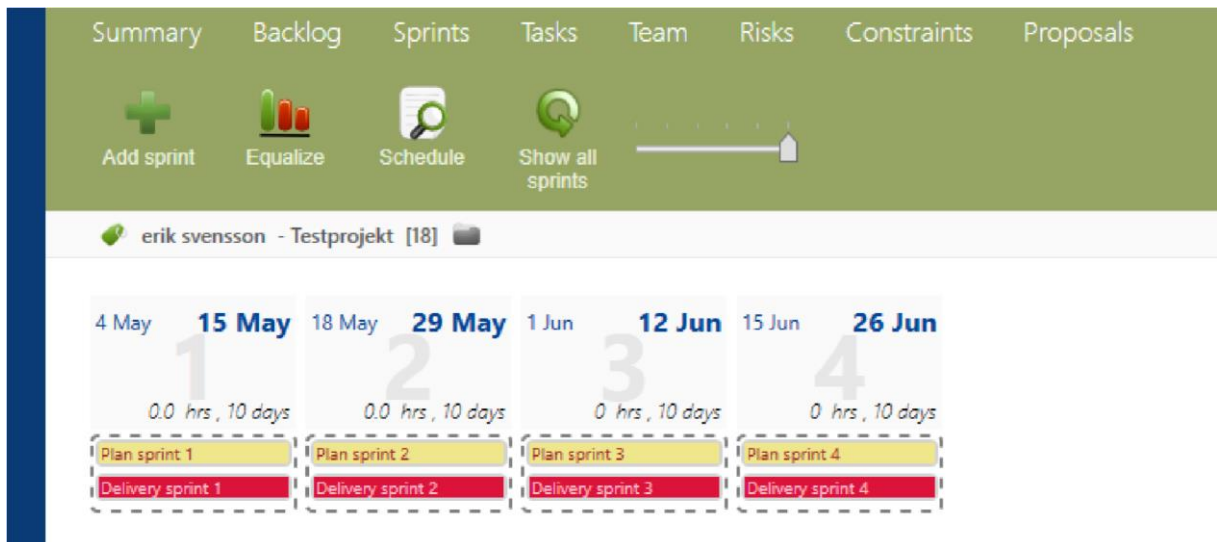 Summary Backlog Sprints Tasks Team Risks Constraints Proposals
Add sprint Equalize Schedule Show all sprints
erik svensson - Testprojekt [18]
4 May 15 May 18 May 29 May 1 Jun 12 Jun 15 Jun 26 Jun
1 2 3 4
0.0 hrs , 10 days 0.0 hrs , 10 days 0 hrs , 10 days 0 hrs , 10 days
Plan sprint 1 Plan sprint 2 Plan sprint 3 Plan sprint 4
Delivery sprint 1 Delivery sprint 2 Delivery sprint 3 Delivery sprint 4